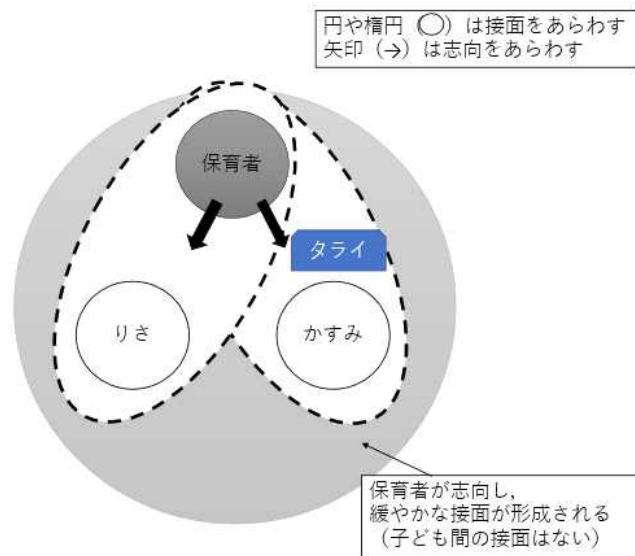 円や楕円（◯）は接面をあらわす
矢印（→）は志向をあらわす
保育者
タライ
りさ
かすみ
保育者が志向し，
緩やかな接面が形成される
（子ども間の接面はない）